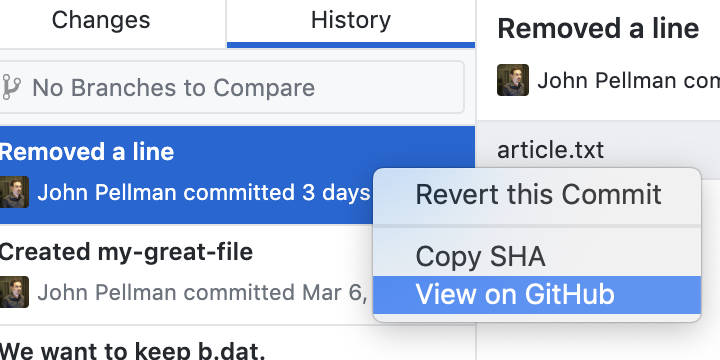 Changes
History
No Branches to Compare
Removed a line
John Pellman committed 3 days
Created my-great-file
John Pellman committed Mar 6,
We want to keep b.dat.
Removed a line
John Pellman com
article.txt
Revert this Commit
Copy SHA
View on GitHub